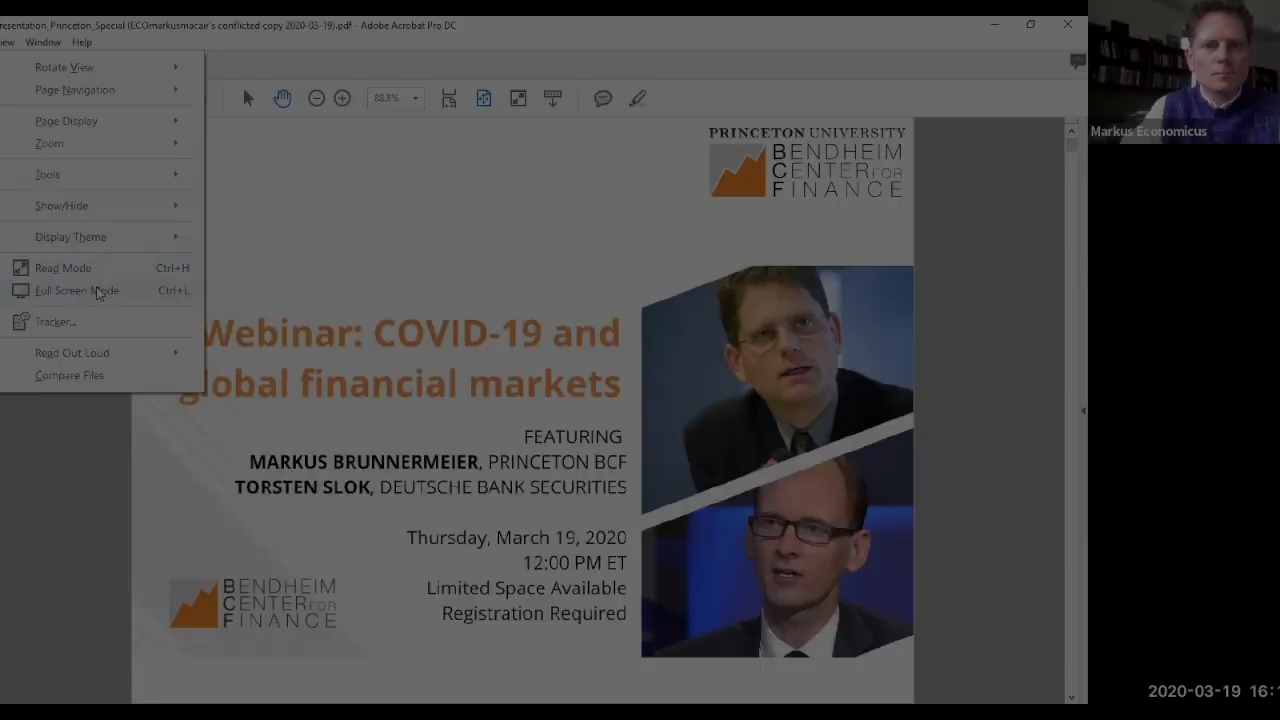 resentation_Princeton_Special (ECOmarkusmacair's conflicted copy 2020-03-19).pdf - Adobe Acrobat Pro DC
iew Window Help
Rotate View
Page Navigation
Page Display
Zoom
Tools
Show/Hide
Display Theme
Read Mode Ctrl+H
Full Screen Mode Ctrl+L
Tracker...
Read Out Loud
Compare Files
88.8%
PRINCETON UNIVERSITY
BENDHEIM
CENTER FOR
FINANCE
Webinar: COVID-19 and
global financial markets
FEATURING
MARKUS BRUNNERMEIER, PRINCETON BCF
TORSTEN SLOK, DEUTSCHE BANK SECURITIES
Thursday, March 19, 2020
12:00 PM ET
Limited Space Available
Registration Required
BENDHEIM
CENTER FOR
FINANCE
Markus Economicus
2020-03-19 16: